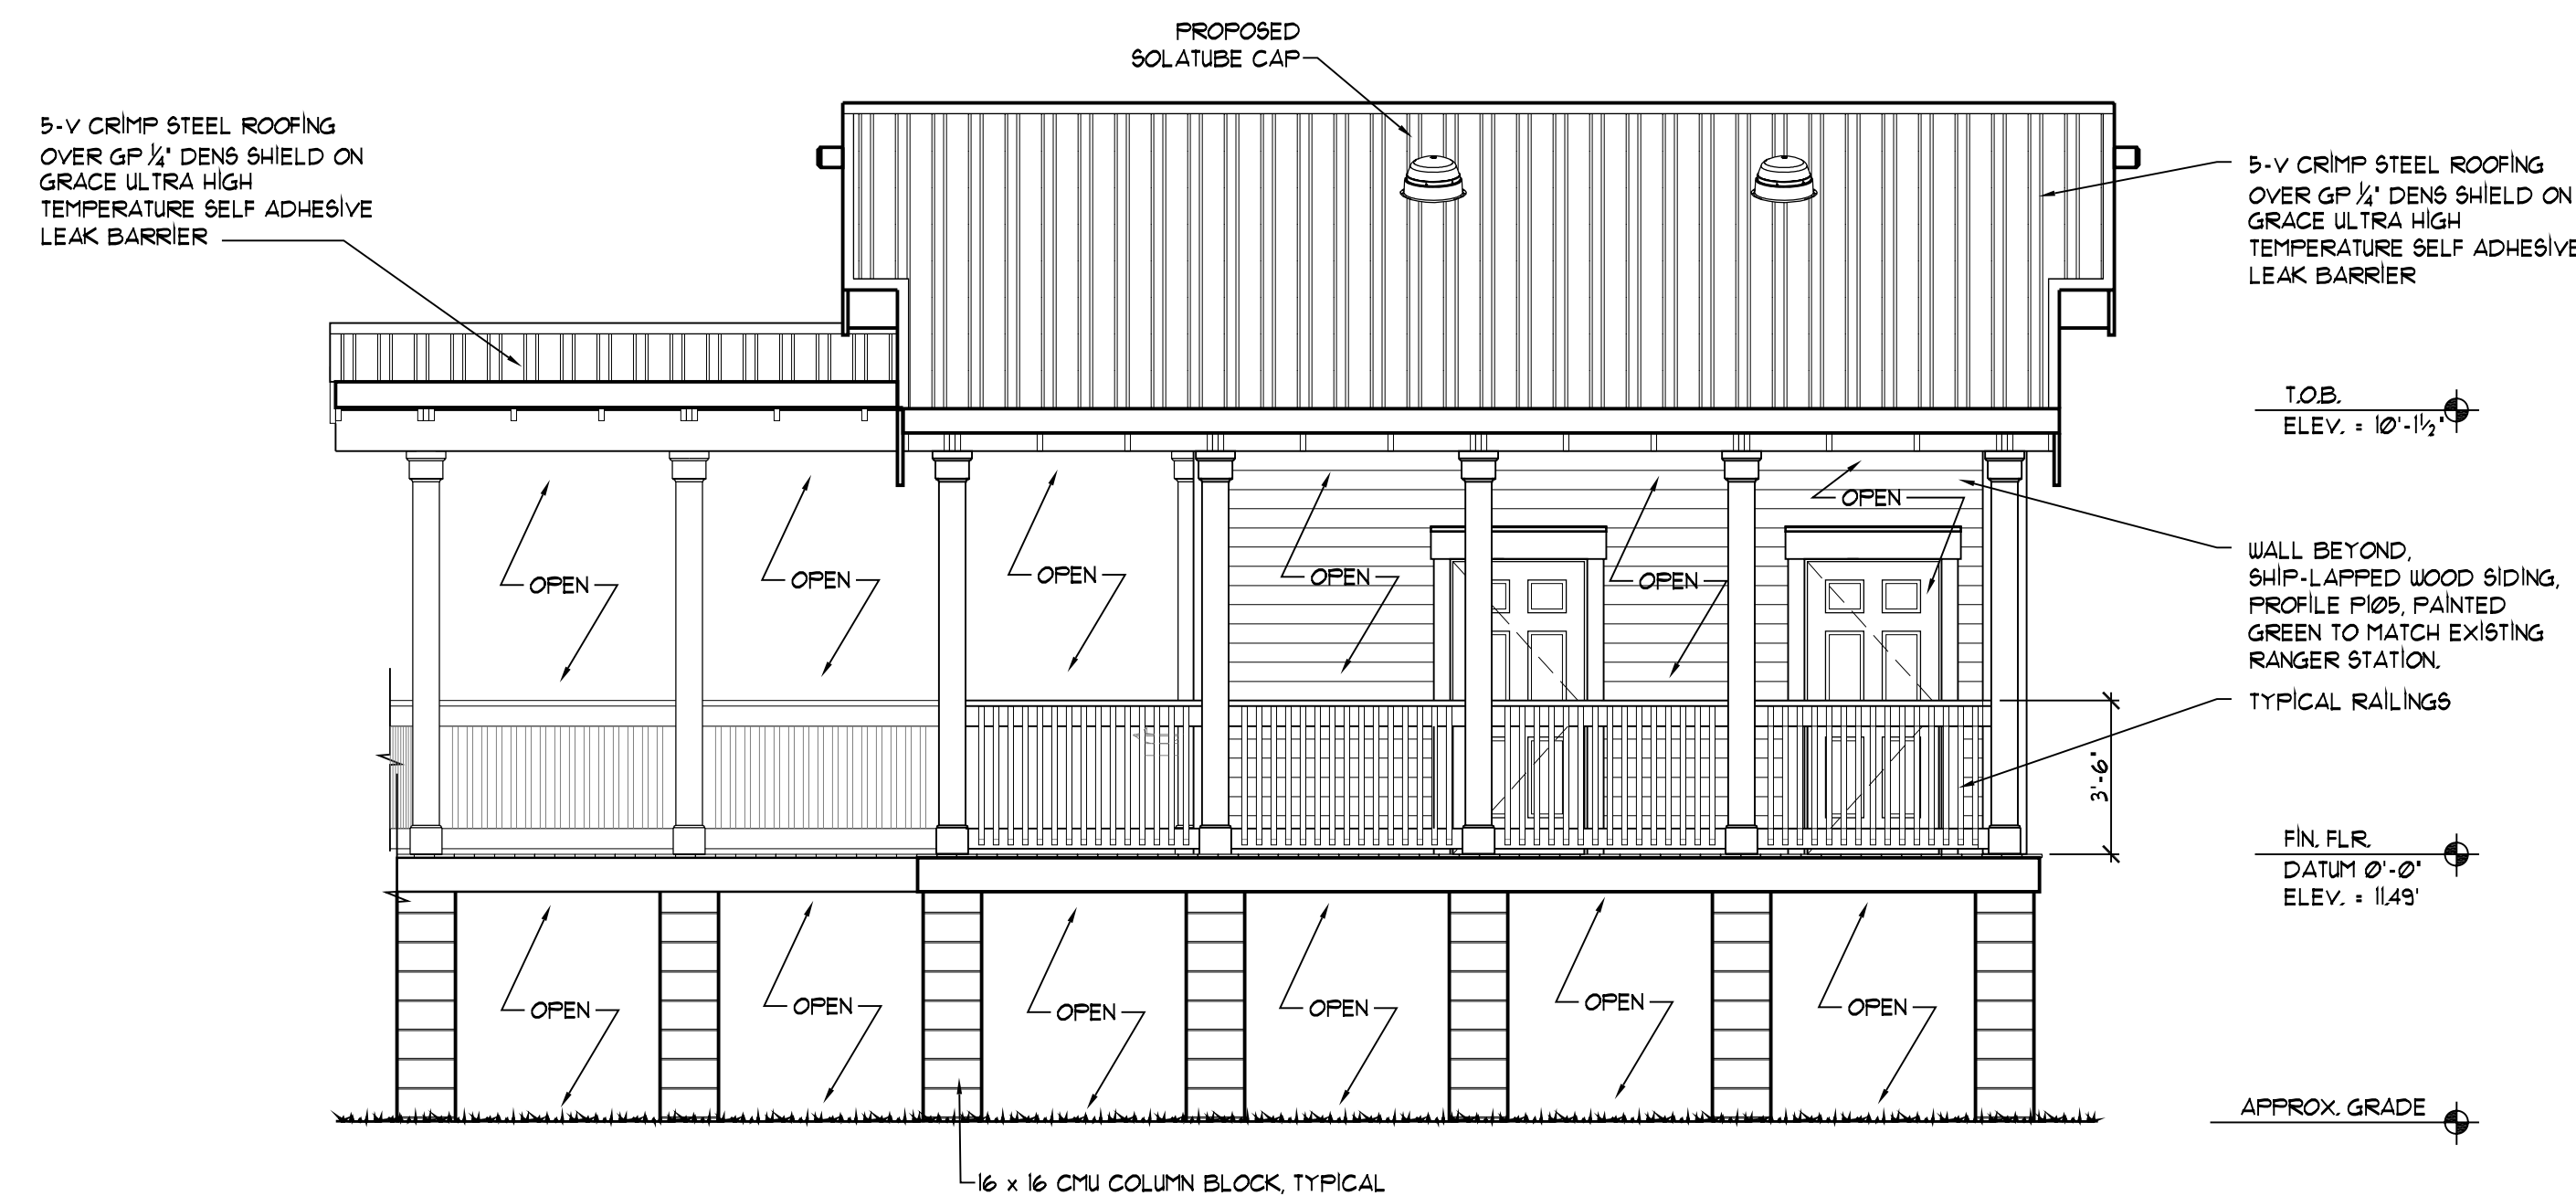 PROPOSED
SOLATUBE CAP
5-V CRIMP STEEL ROOFING
OVER GP ¼" DENS SHIELD ON
GRACE ULTRA HIGH
TEMPERATURE SELF ADHESIVE
LEAK BARRIER
5-V CRIMP STEEL ROOFING
OVER GP ¼" DENS SHIELD ON
GRACE ULTRA HIGH
TEMPERATURE SELF ADHESIVE
LEAK BARRIER
T.O.B.
ELEV. = 10'-1½"
OPEN
OPEN
OPEN
OPEN
OPEN
OPEN
WALL BEYOND,
SHIP-LAPPED WOOD SIDING,
PROFILE P105, PAINTED
GREEN TO MATCH EXISTING
RANGER STATION.
TYPICAL RAILINGS
3'-6"
FIN. FLR.
DATUM 0'-0"
ELEV. = 11.49'
OPEN
OPEN
OPEN
OPEN
OPEN
OPEN
APPROX. GRADE
16 x 16 CMU COLUMN BLOCK, TYPICAL